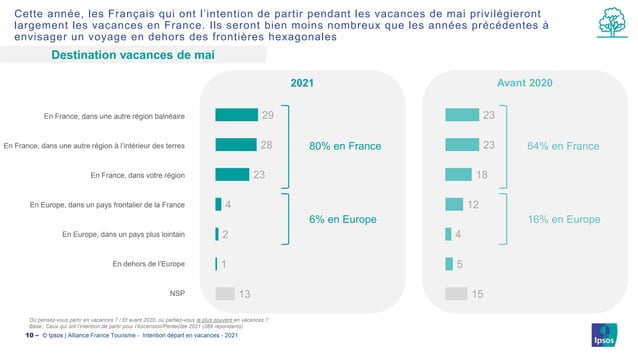 Cette année, les Français qui ont l'intention de partir pendant les vacances de mai privilégieront
largement les vacances en France. Ils seront bien moins nombreux que les années précédentes à
envisager un voyage en dehors des frontières hexagonales
Destination vacances de mai
2021
Avant 2020
En France, dans une autre région balnéaire
29
23
En France, dans une autre région à l'intérieur des terres
28
80% en France
23
64% en France
En France, dans votre région
23
18
En Europe, dans un pays frontalier de la France
4
12
6% en Europe
16% en Europe
En Europe, dans un pays plus lointain
2
4
En dehors de l'Europe
1
5
NSP
13
15
Où pensez-vous partir en vacances ? / Et avant 2020, où partiez-vous le plus souvent en vacances ?
Base : Ceux qui ont l'intention de partir pour l'Ascension/Pentecôte 2021 (386 répondants)
10 – © Ipsos | Alliance France Tourisme - Intention départ en vacances - 2021
Ipsos